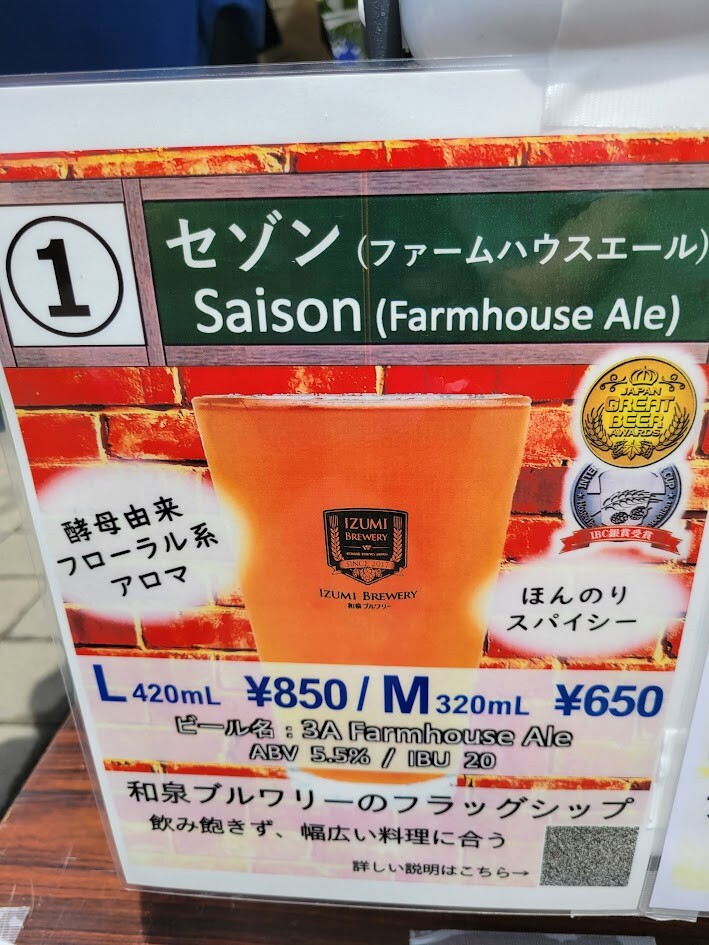 ①
セゾン(ファームハウスエール)
Saison (Farmhouse Ale)
JAPAN
GREAT
BEER
AWARDS
IBC銀賞受賞
酵母由来
フローラル系
アロマ
IZUMI
BREWERY
SINCE 2017
IZUMI BREWERY
和泉ブルワリー
ほんのり
スパイシー
L 420mL ¥850 / M 320mL ¥650
ビール名：3A Farmhouse Ale
ABV 5.5% / IBU 20
和泉ブルワリーのフラッグシップ
飲み飽きず、幅広い料理に合う
詳しい説明はこちら→